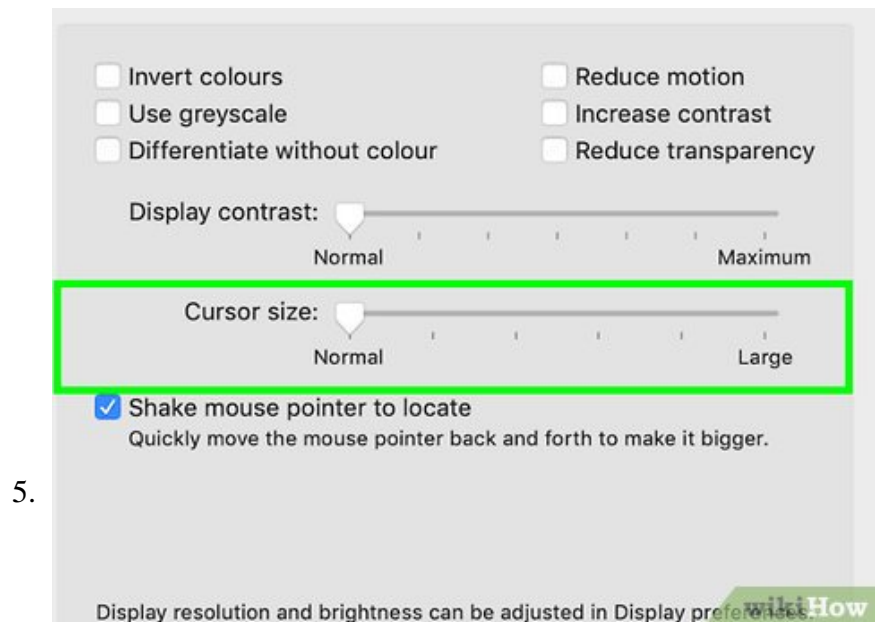 Invert colours
Reduce motion
Use greyscale
Increase contrast
Differentiate without colour
Reduce transparency
Display contrast:
Normal
Maximum
Cursor size:
Normal
Large
Shake mouse pointer to locate
Quickly move the mouse pointer back and forth to make it bigger.
5.
Display resolution and brightness can be adjusted in Display preferences.
wikiHow